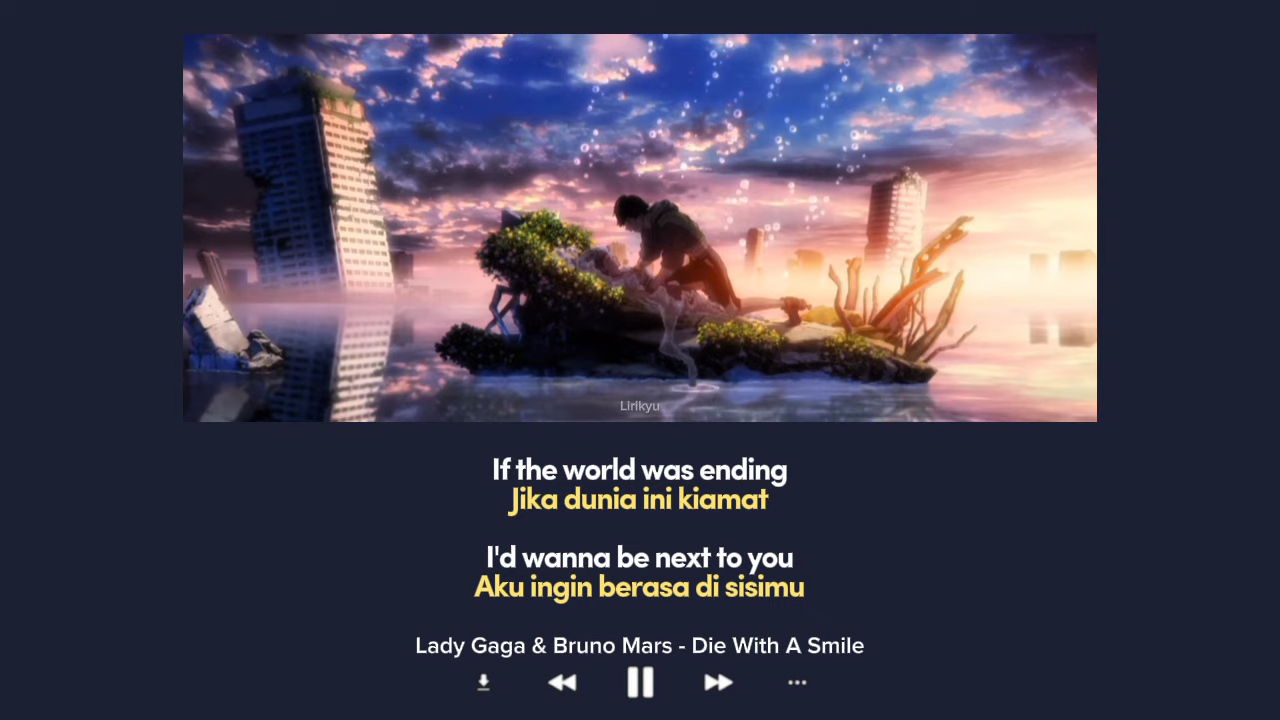 Lirikyu
If the world was ending
Jika dunia ini kiamat
I'd wanna be next to you
Aku ingin berasa di sisimu
Lady Gaga & Bruno Mars - Die With A Smile